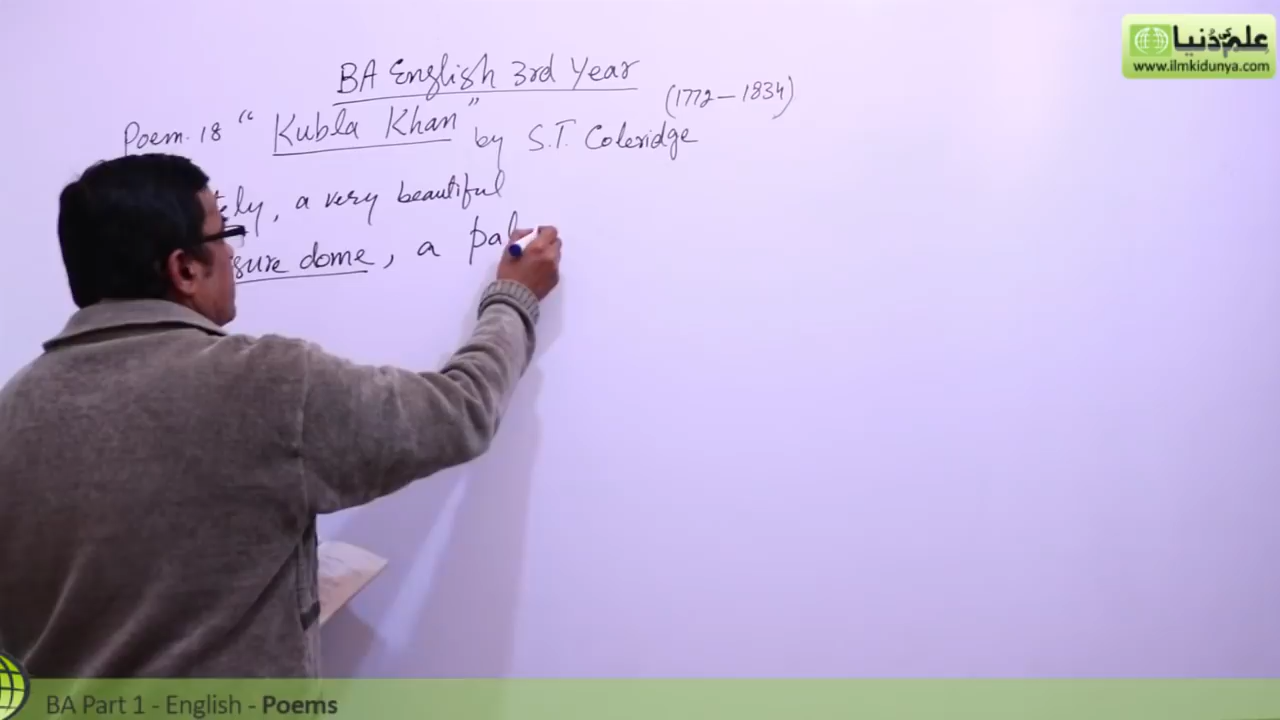 BA English 3rd Year
Poem. 18 " Kubla Khan " by S.T. Coleridge
(1772 – 1834)
, a very beautiful
dome, a
علم کی دنیا
www.ilmkidunya.com
BA Part 1 - English - Poems